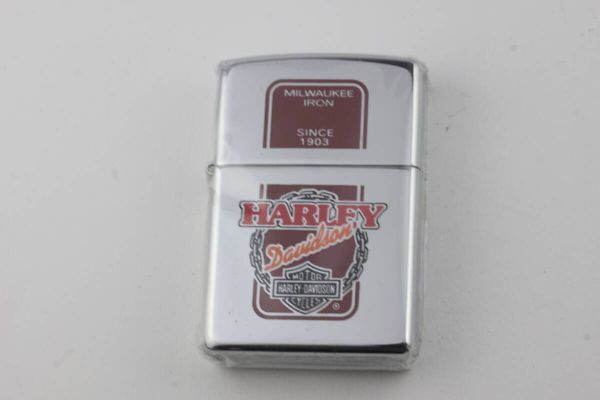 MILWAUKEE
IRON
SINCE
1903
HARLEY
Davidson
MOTOR
HARLEY-DAVIDSON
CYCLES
®